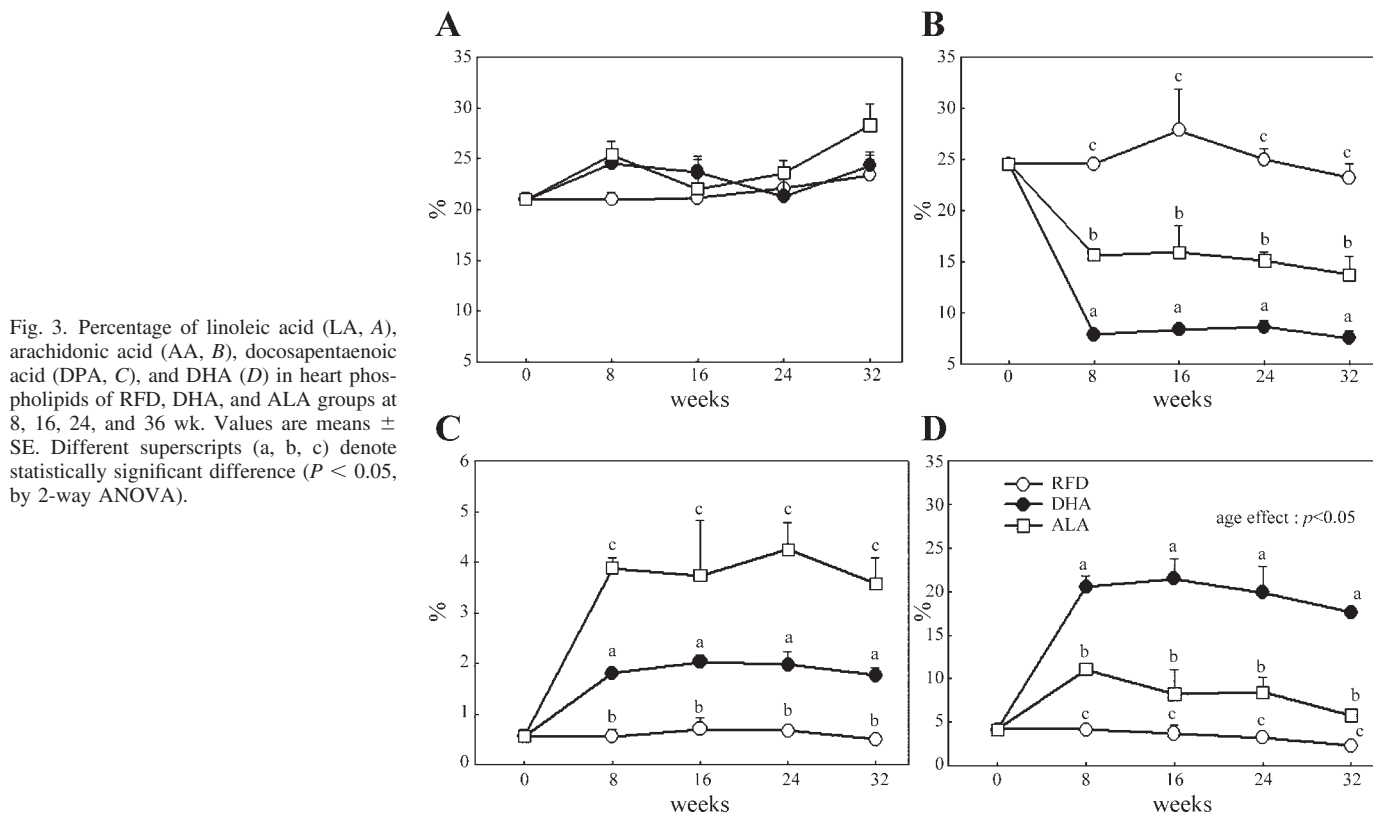 Fig. 3. Percentage of linoleic acid (LA, A),
arachidonic acid (AA, B), docosapentaenoic
acid (DPA, C), and DHA (D) in heart phos-
pholipids of RFD, DHA, and ALA groups at
8, 16, 24, and 36 wk. Values are means ±
SE. Different superscripts (a, b, c) denote
statistically significant difference (P < 0.05,
by 2-way ANOVA).
A
35
30
25
20
15
10
5
%
0 8 16 24 32
weeks
B
35
30
25
20
15
10
5
%
c c c c
b b b b
a a a a
0 8 16 24 32
weeks
C
6
5
4
3
2
1
0
%
c c c c
a a a a
b b b b
0 8 16 24 32
weeks
D
35
30
25
20
15
10
5
0
%
RFD
DHA
ALA
age effect : p<0.05
a a a a
b b b b
c c c c
0 8 16 24 32
weeks